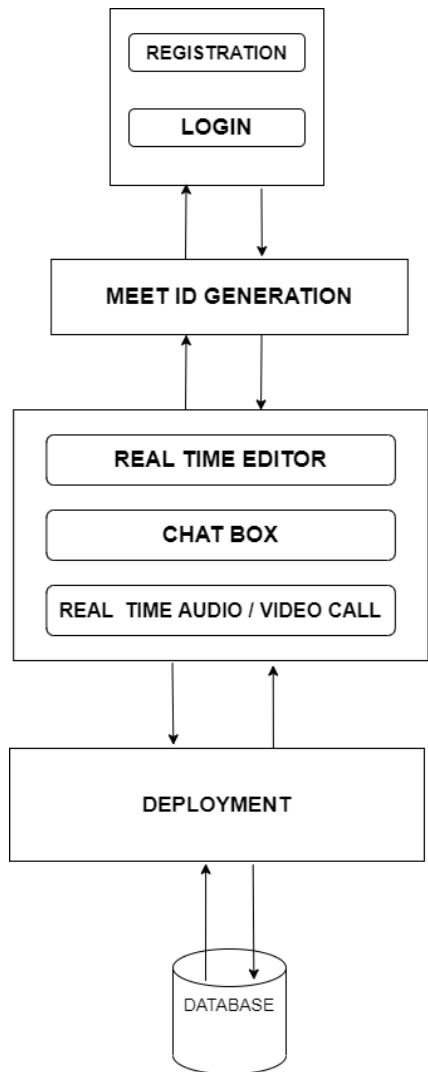 REGISTRATION
LOGIN
MEET ID GENERATION
REAL TIME EDITOR
CHAT BOX
REAL TIME AUDIO / VIDEO CALL
DEPLOYMENT
DATABASE